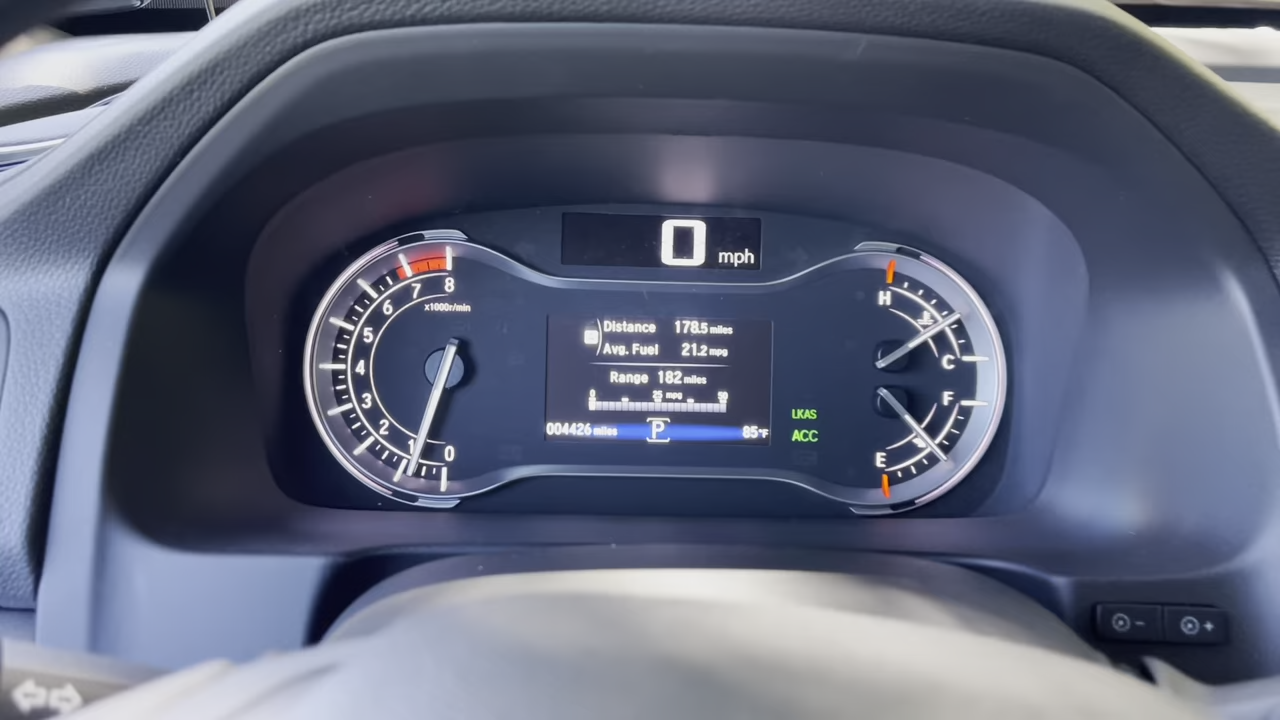 0 mph
8
7
6
5
4
3
2
1
0
x1000r/min
Distance 178.5 miles
Avg. Fuel 21.2 mpg
Range 182 miles
0 25 mpg 50
004426 miles P 85°F
LKAS
ACC
H
C
F
E
- +